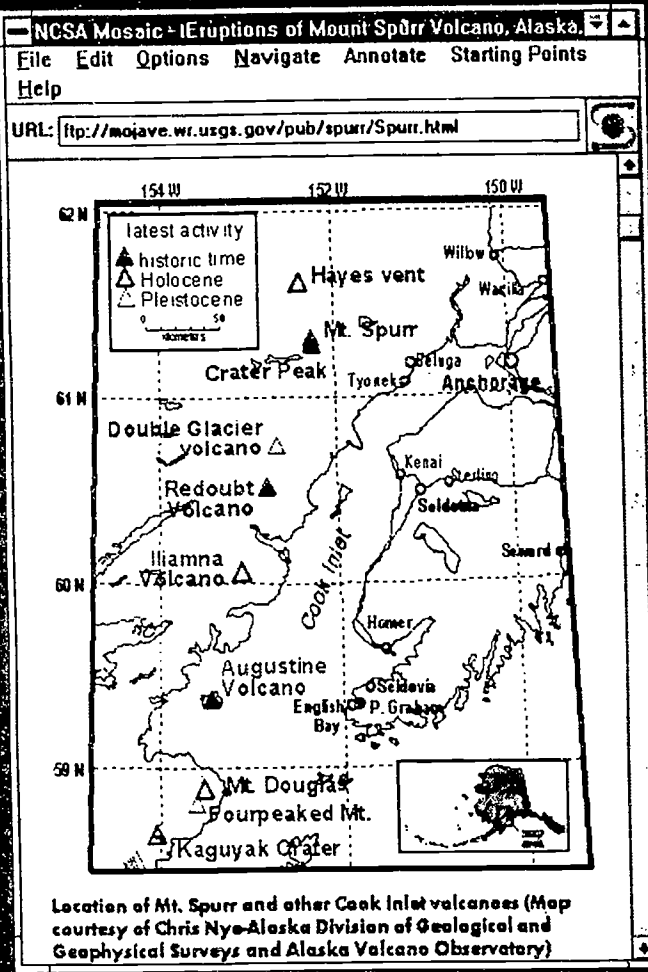 NCSA Mosaic - Eruptions of Mount Spurr Volcano, Alaska.
File Edit Options Navigate Annotate Starting Points
Help
URL: ftp://mojave.wr.usgs.gov/pub/spurr/Spurr.html
154 W 152 W 150 W
62 N
latest activity
historic time
Holocene
Pleistocene
0 50
kilometers
Hayes vent
Wilbw
Mt. Spurr
Crater Peak
Beluga
Tyonek
Anchorage
61 N
Double Glacier
volcano
Kenai
Sterling
Redoubt
Volcano
Soldotna
Cook Inlet
Seward
Iliamna
Volcano
60 N
Homer
Augustine
Volcano
Seldovia
English
Bay
P. Graham
59 N
Mt. Douglas
Fourpeaked Mt.
Kaguyak Crater
Location of Mt. Spurr and other Cook Inlet volcanoes (Map
courtesy of Chris Nye-Alaska Division of Geological and
Geophysical Surveys and Alaska Volcano Observatory)